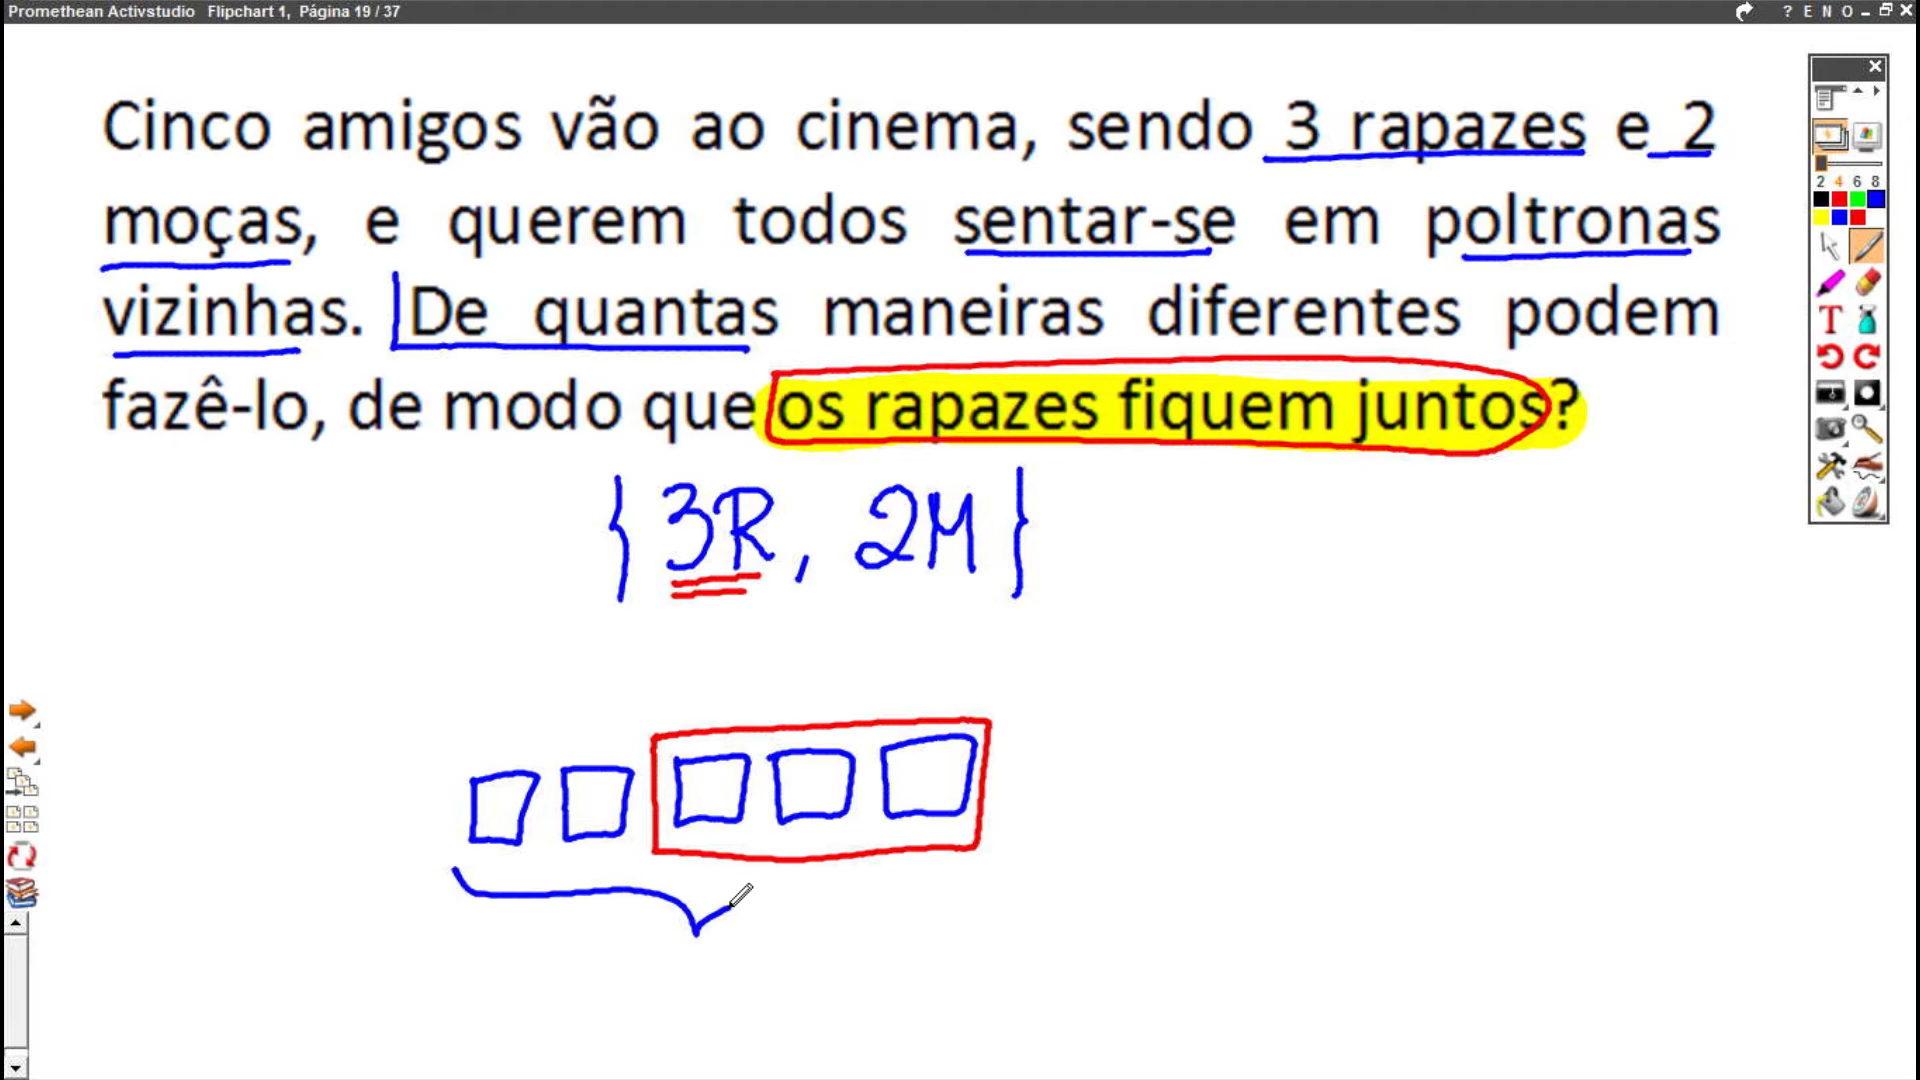 Promethean Activstudio Flipchart 1, Página 19 / 37
? E N O
Cinco amigos vão ao cinema, sendo 3 rapazes e 2
moças, e querem todos sentar-se em poltronas
vizinhas. De quantas maneiras diferentes podem
fazê-lo, de modo que os rapazes fiquem juntos?
{ 3R, 2M }
2 4 6 8
T